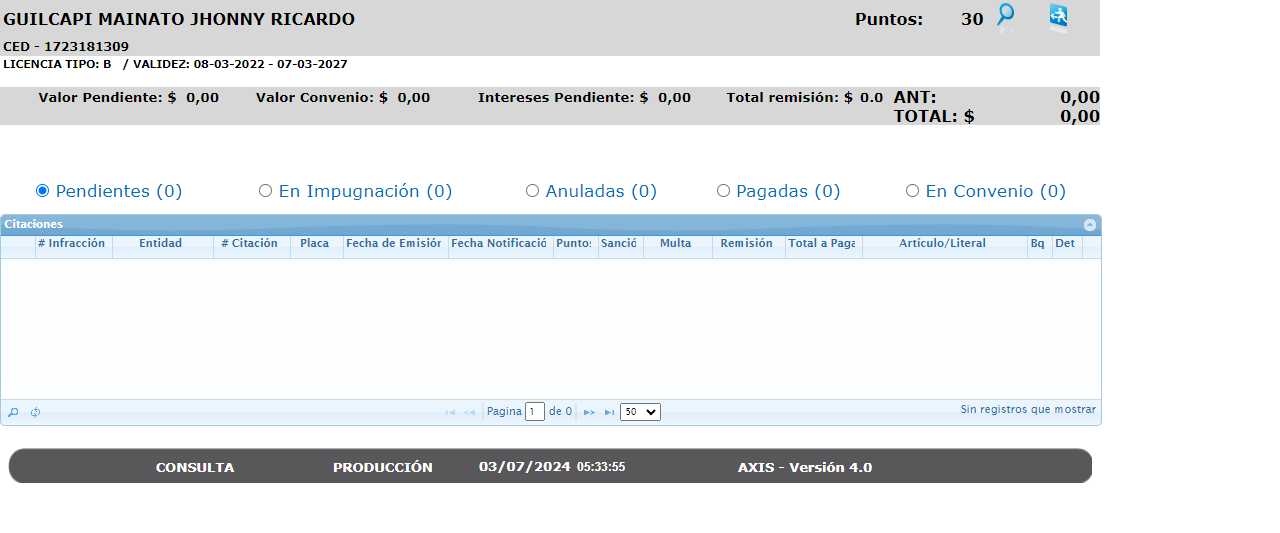 GUILCAPI MAINATO JHONNY RICARDO Puntos: 30
CED - 1723181309
LICENCIA TIPO: B / VALIDEZ: 08-03-2022 - 07-03-2027
Valor Pendiente: $ 0,00 Valor Convenio: $ 0,00 Intereses Pendiente: $ 0,00 Total remisión: $ 0.0 ANT: 0,00
TOTAL: $ 0,00
Pendientes (0) En Impugnación (0) Anuladas (0) Pagadas (0) En Convenio (0)
Citaciones
# Infracción Entidad # Citación Placa Fecha de Emisiór Fecha Notificació Punto: Sanció Multa Remisión Total a Paga Artículo/Literal Bq Det
Pagina 1 de 0 50 Sin registros que mostrar
CONSULTA PRODUCCIÓN 03/07/2024 05:33:55 AXIS - Versión 4.0